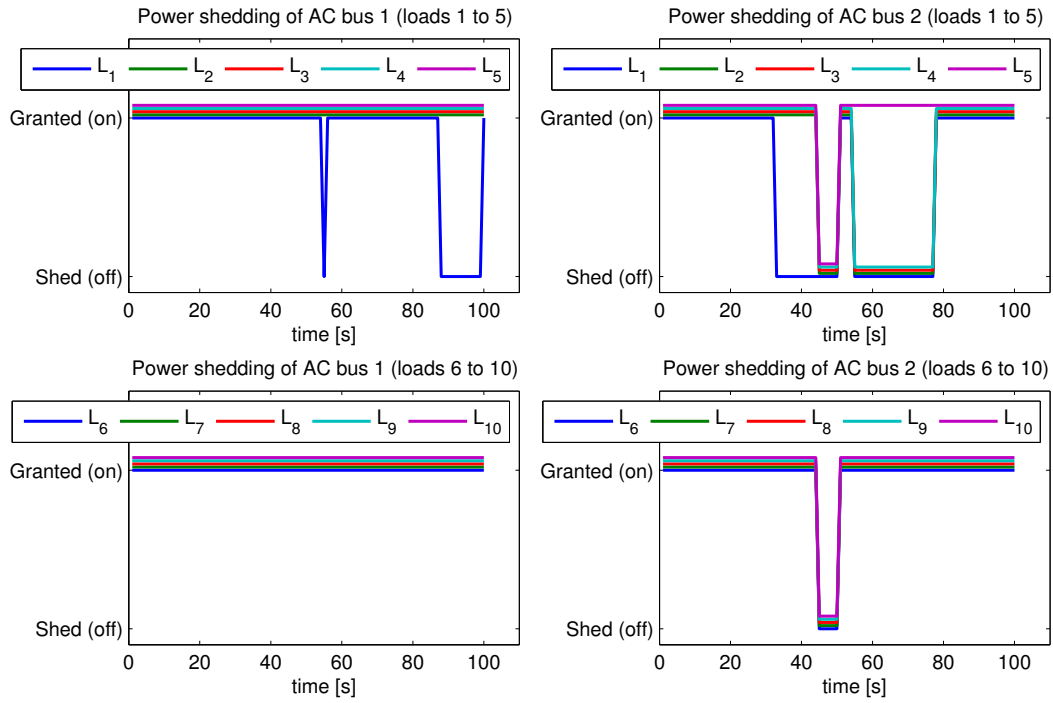 Power shedding of AC bus 1 (loads 1 to 5)
L1 L2 L3 L4 L5
Granted (on)
Shed (off)
0 20 40 60 80 100
time [s]
Power shedding of AC bus 2 (loads 1 to 5)
L1 L2 L3 L4 L5
Granted (on)
Shed (off)
0 20 40 60 80 100
time [s]
Power shedding of AC bus 1 (loads 6 to 10)
L6 L7 L8 L9 L10
Granted (on)
Shed (off)
0 20 40 60 80 100
time [s]
Power shedding of AC bus 2 (loads 6 to 10)
L6 L7 L8 L9 L10
Granted (on)
Shed (off)
0 20 40 60 80 100
time [s]